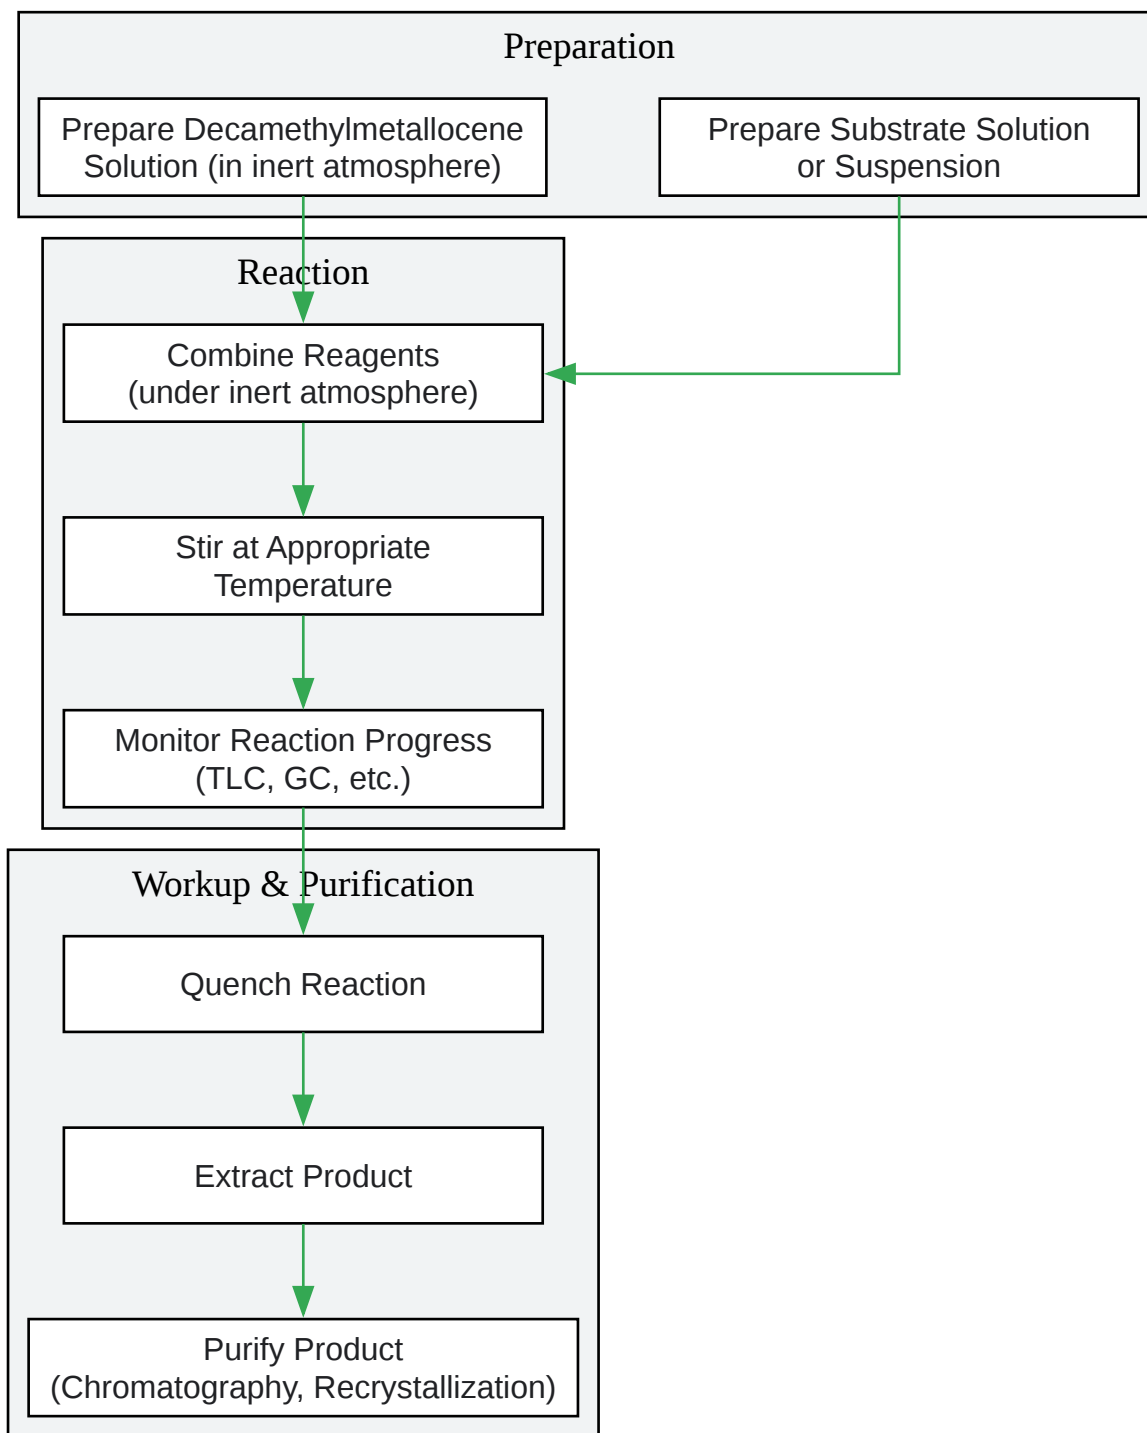 Preparation
Prepare Decamethylmetallocene
Solution (in inert atmosphere)
Prepare Substrate Solution
or Suspension
Reaction
Combine Reagents
(under inert atmosphere)
Stir at Appropriate
Temperature
Monitor Reaction Progress
(TLC, GC, etc.)
Workup & Purification
Quench Reaction
Extract Product
Purify Product
(Chromatography, Recrystallization)